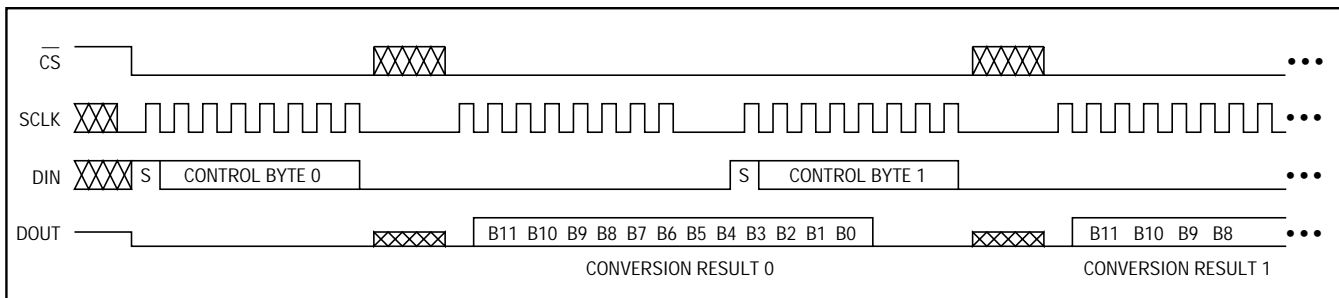 CS
SCLK
DIN S CONTROL BYTE 0 S CONTROL BYTE 1
DOUT B11 B10 B9 B8 B7 B6 B5 B4 B3 B2 B1 B0 B11 B10 B9 B8
CONVERSION RESULT 0 CONVERSION RESULT 1